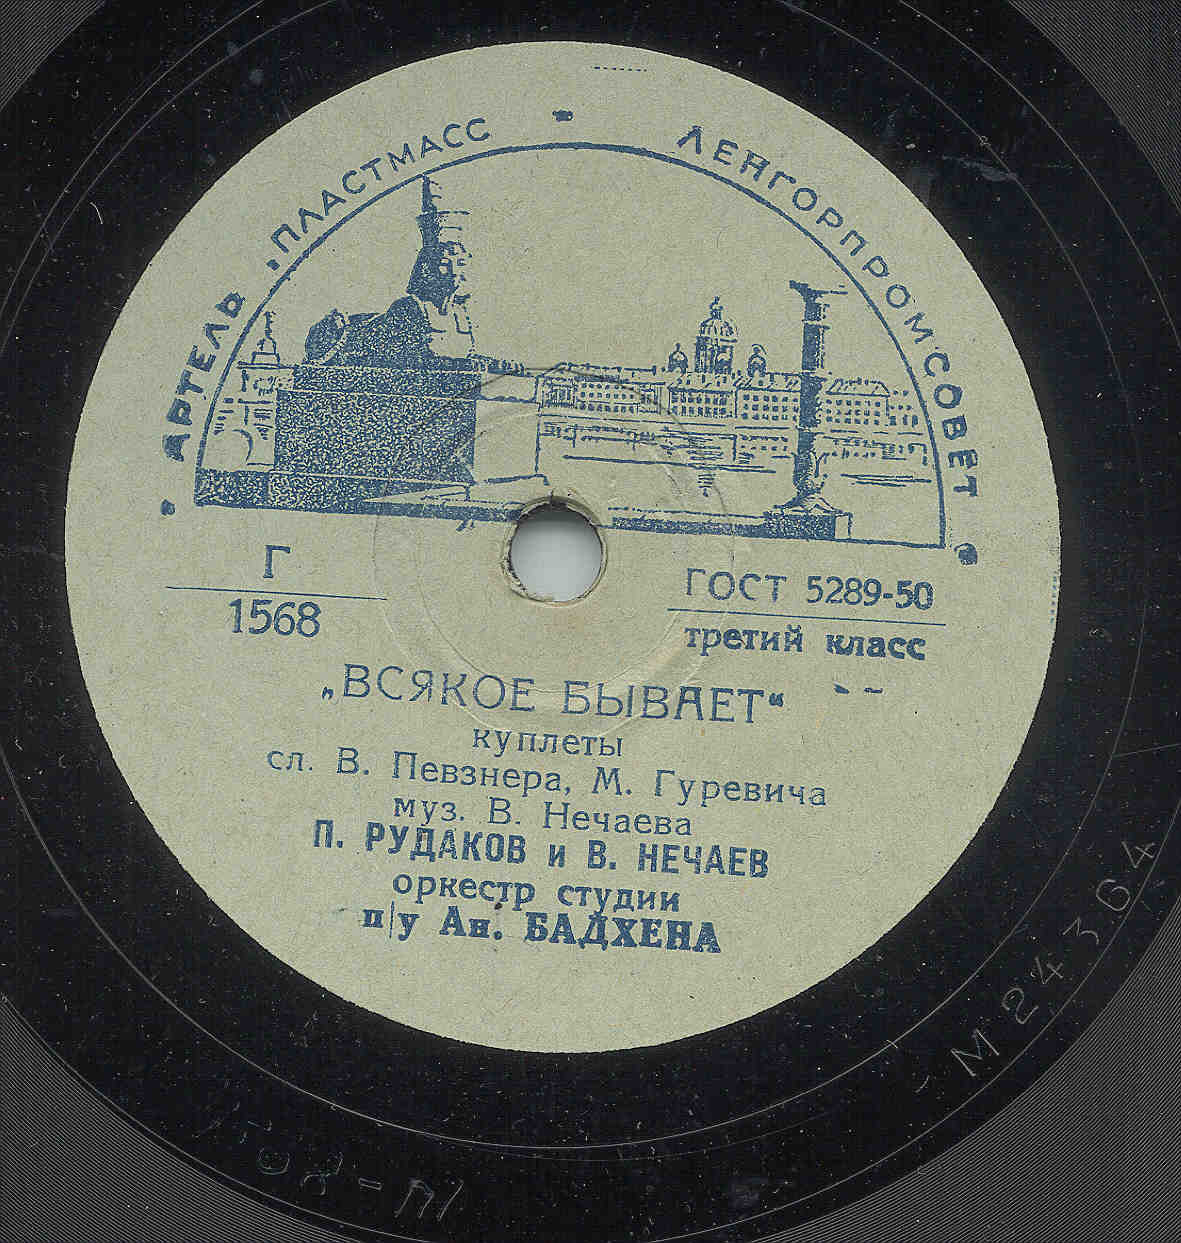 АРТЕЛЬ „ПЛАСТМАСС • ЛЕНГОРПРОМСОВЕТ
Г
1568
ГОСТ 5289-50
третий класс
„ВСЯКОЕ БЫВАЕТ“
куплеты
сл. В. Певзнера, М. Гуревича
муз. В. Нечаева
П. РУДАКОВ и В. НЕЧАЕВ
оркестр студии
п/у Ан. БАДХЕНА
М24364